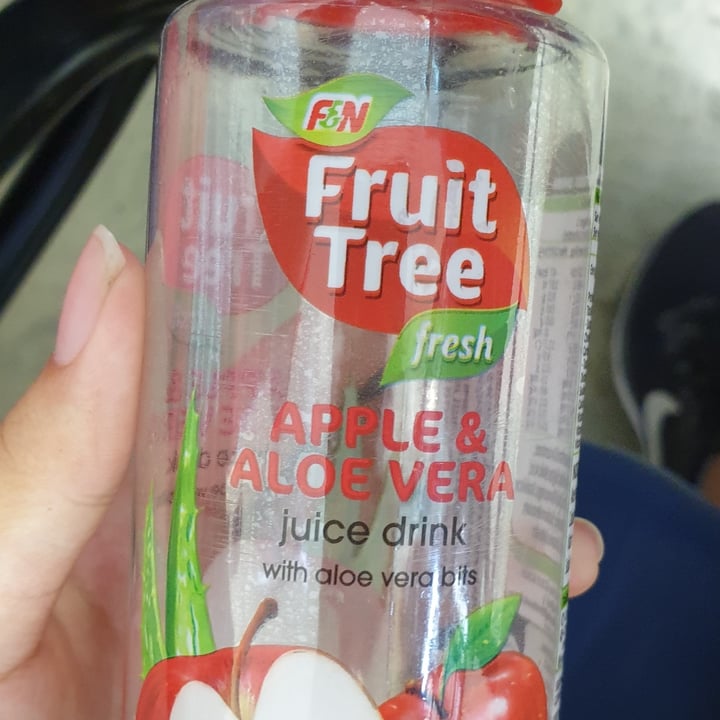 F&N
Fruit
Tree
fresh
APPLE &
ALOE VERA
juice drink
with aloe vera bits